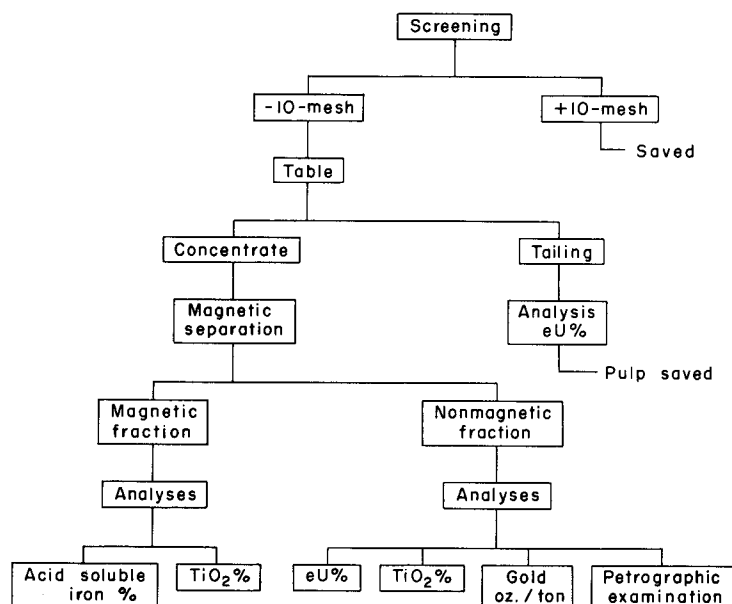 Screening
-10-mesh
+10-mesh
Saved
Table
Concentrate
Tailing
Magnetic
separation
Analysis
eU%
Pulp saved
Magnetic
fraction
Nonmagnetic
fraction
Analyses
Analyses
Acid soluble
iron %
TiO₂%
eU%
TiO₂%
Gold
oz./ton
Petrographic
examination